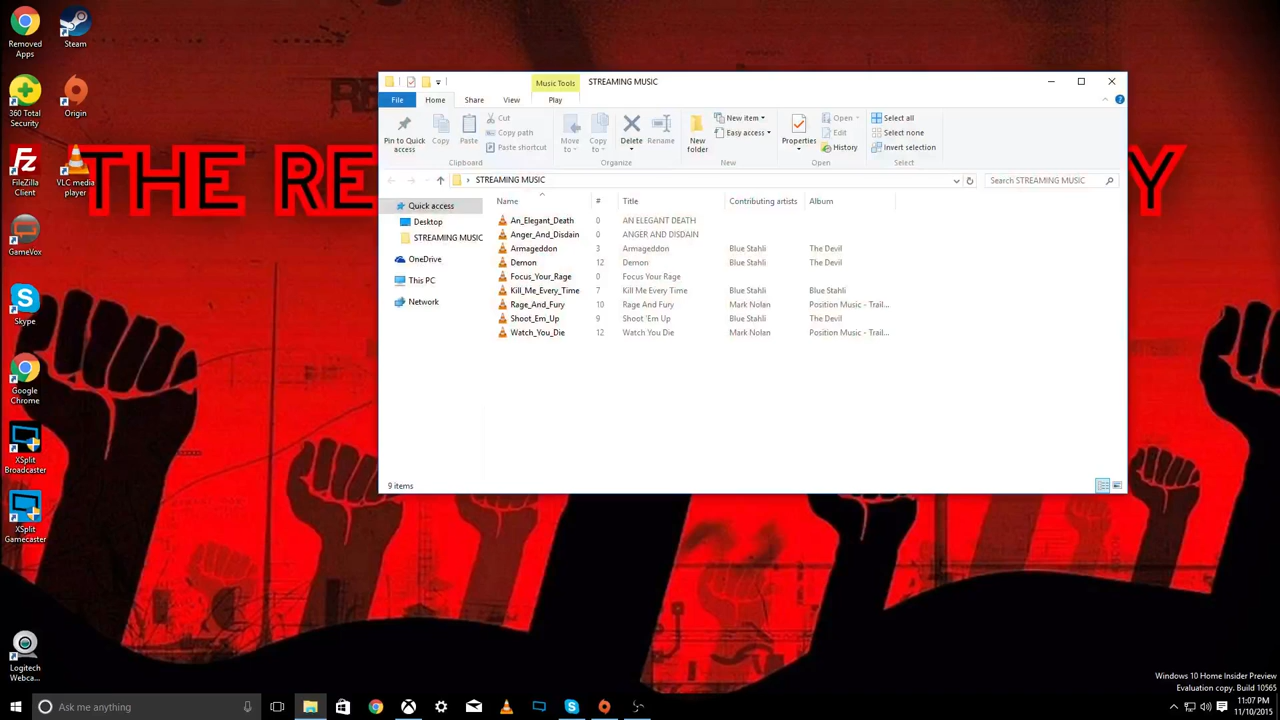 Removed Apps
Steam
360 Total Security
Origin
FileZilla Client
VLC media player
GameVox
Skype
Google Chrome
XSplit Broadcaster
XSplit Gamecaster
Logitech Webca...
THE RE
Y
Music Tools STREAMING MUSIC
File Home Share View Play
Pin to Quick access
Copy
Paste
Cut
Copy path
Paste shortcut
Clipboard
Move to
Copy to
Delete
Rename
Organize
New folder
New item
Easy access
New
Properties
Open
Edit
History
Open
Select all
Select none
Invert selection
Select
STREAMING MUSIC
Search STREAMING MUSIC
Quick access
Desktop
STREAMING MUSIC
OneDrive
This PC
Network
Name # Title Contributing artists Album
An_Elegant_Death 0 AN ELEGANT DEATH
Anger_And_Disdain 0 ANGER AND DISDAIN
Armageddon 3 Armageddon Blue Stahli The Devil
Demon 12 Demon Blue Stahli The Devil
Focus_Your_Rage 0 Focus Your Rage
Kill_Me_Every_Time 7 Kill Me Every Time Blue Stahli Blue Stahli
Rage_And_Fury 10 Rage And Fury Mark Nolan Position Music - Trail...
Shoot_Em_Up 9 Shoot 'Em Up Blue Stahli The Devil
Watch_You_Die 12 Watch You Die Mark Nolan Position Music - Trail...
9 items
Windows 10 Home Insider Preview
Evaluation copy. Build 10565
Ask me anything
11:07 PM
11/10/2015